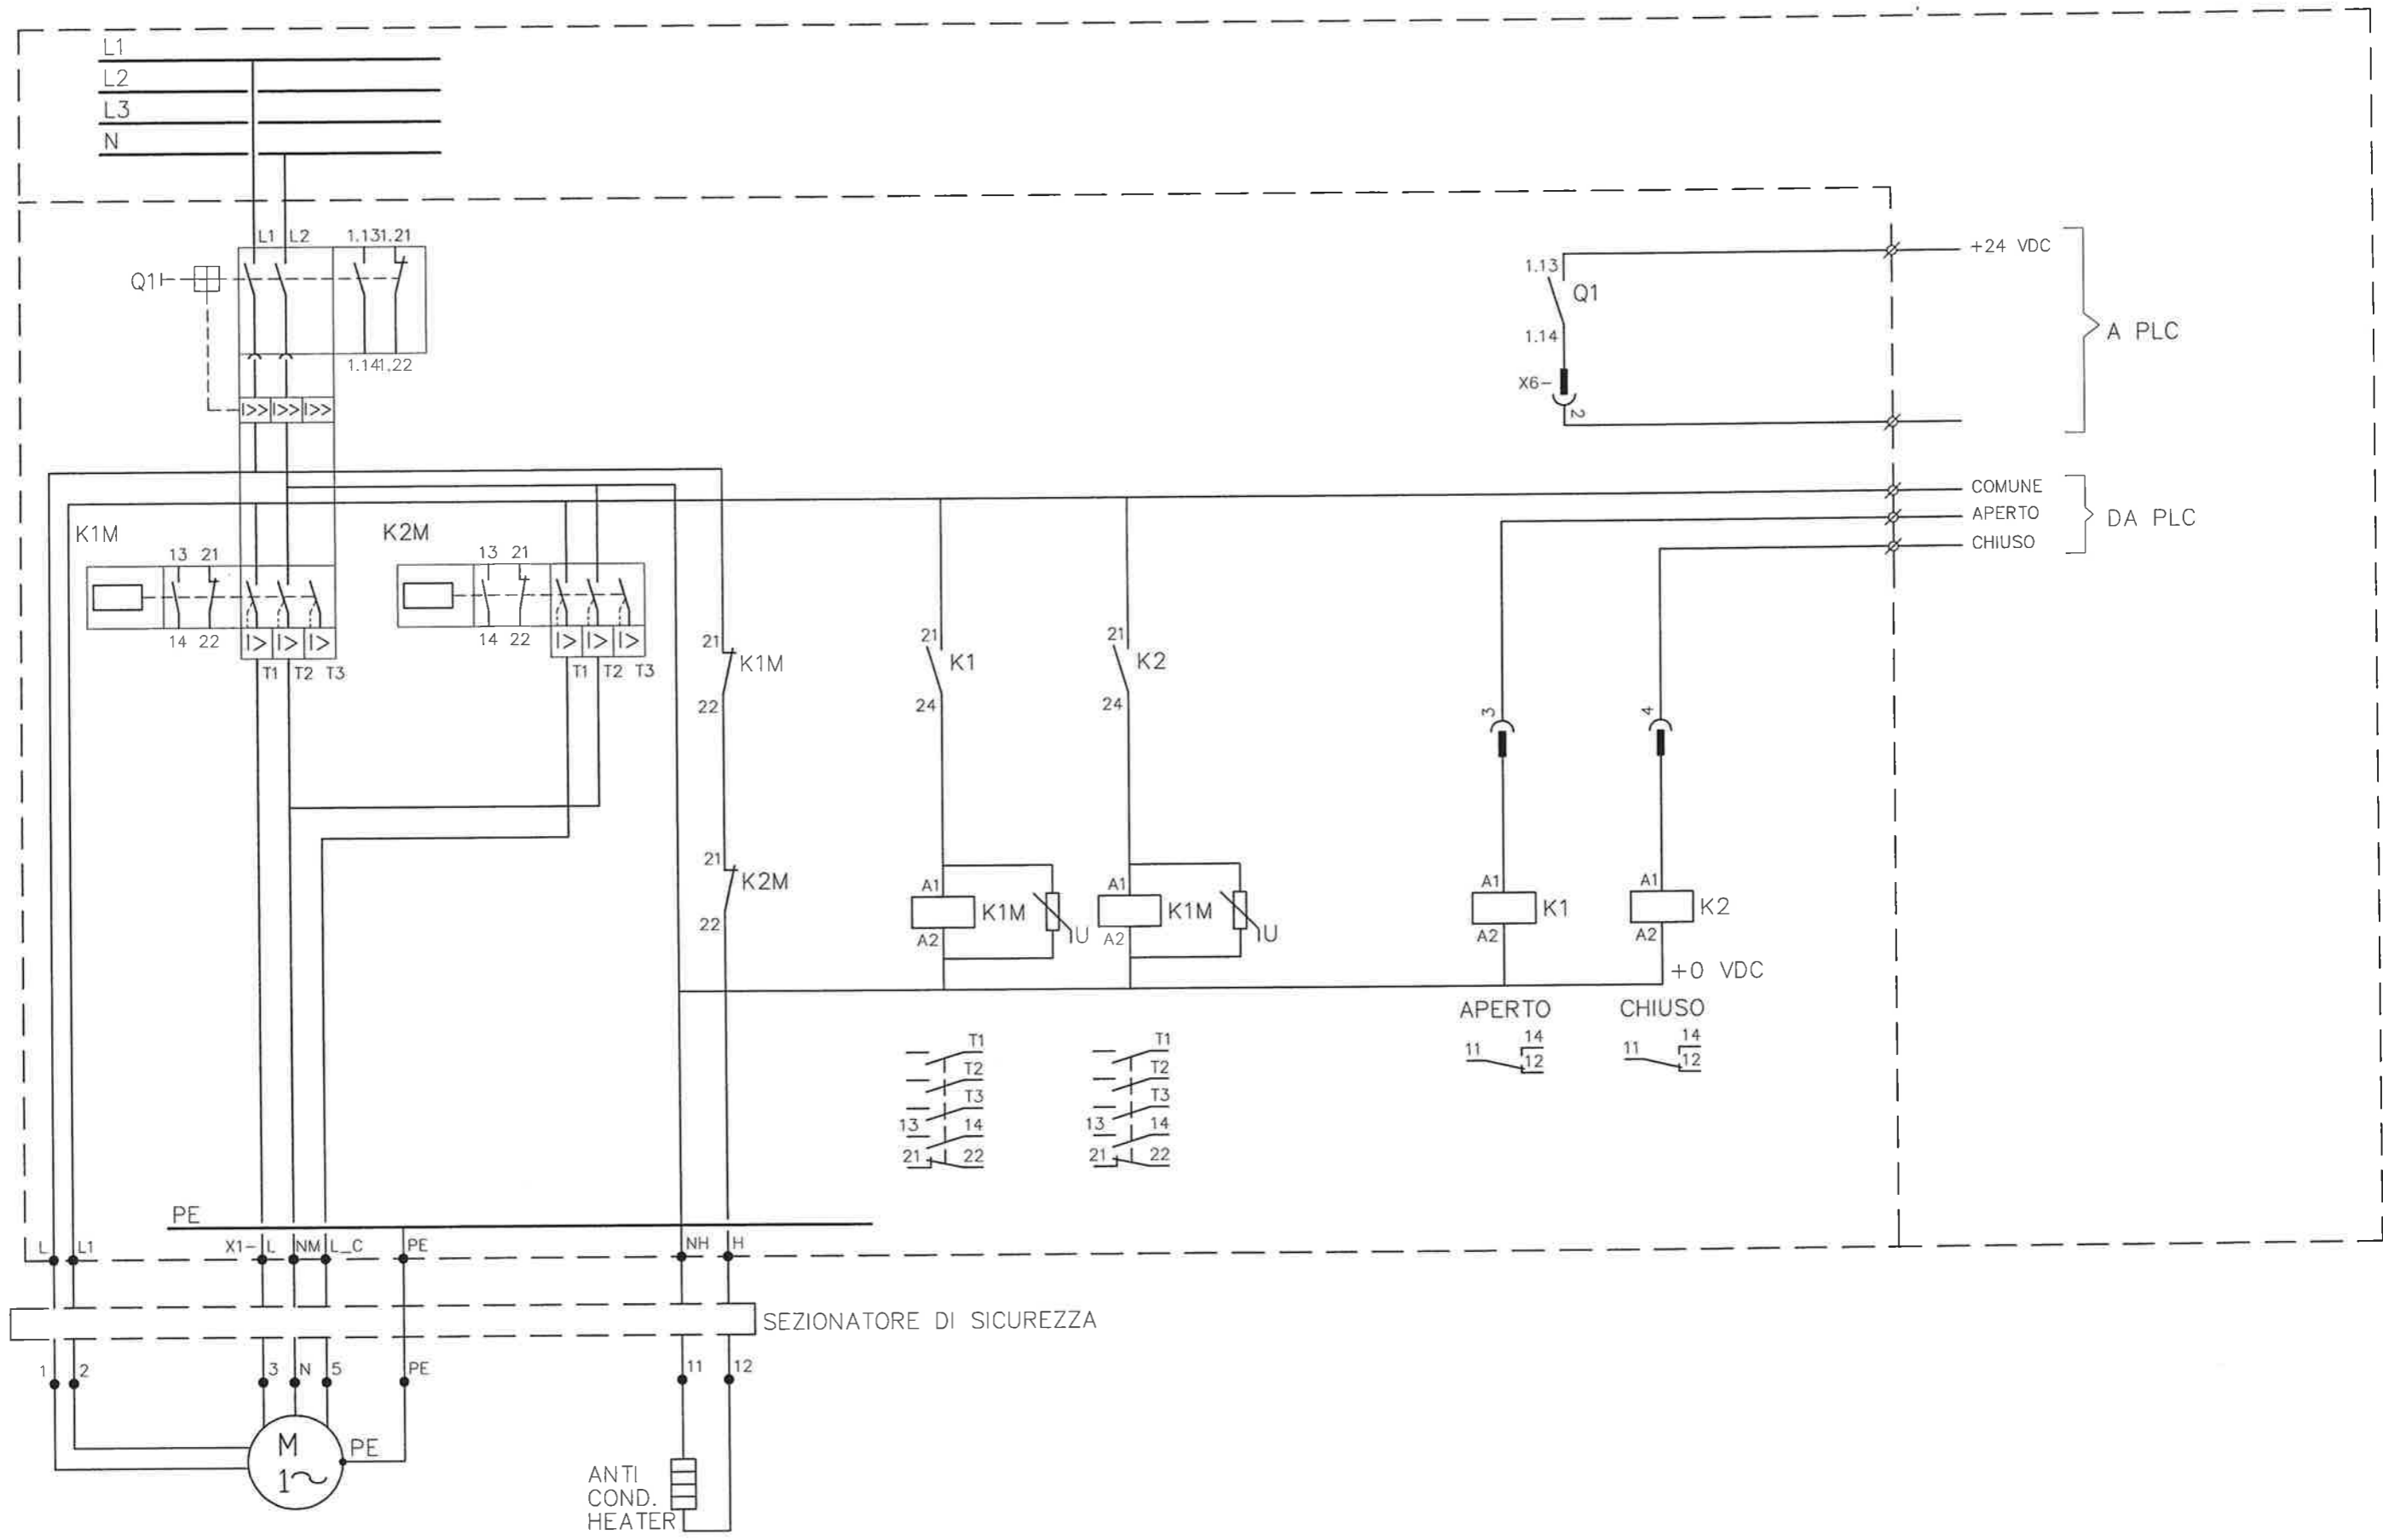 L1
L2
L3
N
L1 L2 1.131.21
Q1
I>> I>> I>>
1.141.22
+24 VDC
1.13
Q1
1.14
X6-
2
A PLC
COMUNE
APERTO
CHIUSO
DA PLC
K1M
13 21
14 22
I> I> I>
T1 T2 T3
K2M
13 21
14 22
I> I> I>
T1 T2 T3
21
K1M
22
21
K1
24
21
K2
24
3
4
21
K2M
22
A1
K1M
A2
U
A1
K1M
A2
U
A1
K1
A2
A1
K2
A2
+0 VDC
APERTO
CHIUSO
T1
T2
T3
13 14
21 22
T1
T2
T3
13 14
21 22
14
11
12
14
11
12
PE
L L1 X1- L NM L_C PE NH H
SEZIONATORE DI SICUREZZA
1 2 3 N 5 PE 11 12
M
1~
PE
ANTI
COND.
HEATER